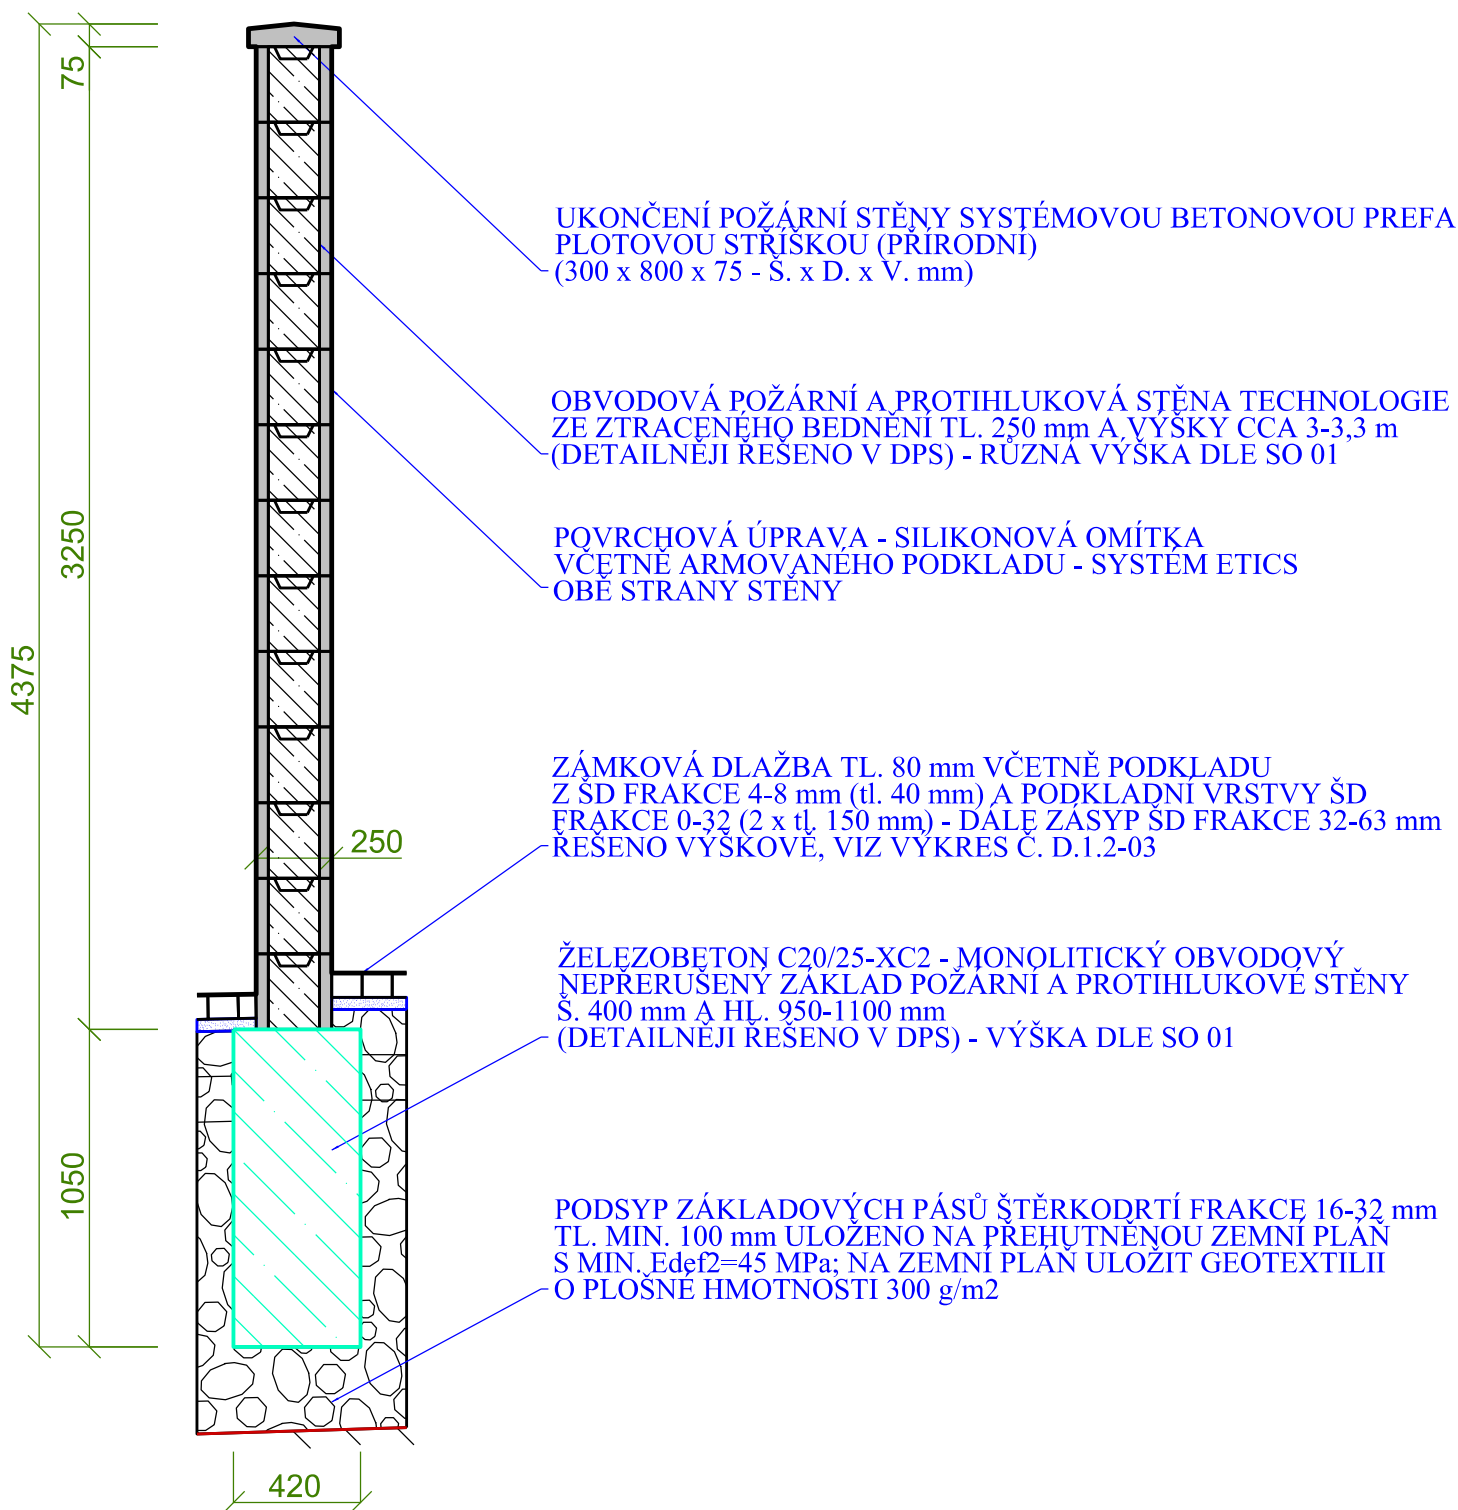 75
UKONČENÍ POŽÁRNÍ STĚNY SYSTÉMOVOU BETONOVOU PREFA
PLOTOVOU STŘÍŠKOU (PŘÍRODNÍ)
(300 x 800 x 75 - Š. x D. x V. mm)
OBVODOVÁ POŽÁRNÍ A PROTIHLUKOVÁ STĚNA TECHNOLOGIE
ZE ZTRACENÉHO BEDNĚNÍ TL. 250 mm A VÝŠKY CCA 3-3,3 m
(DETAILNĚJI ŘEŠENO V DPS) - RŮZNÁ VÝŠKA DLE SO 01
3250
POVRCHOVÁ ÚPRAVA - SILIKONOVÁ OMÍTKA
VČETNĚ ARMOVANÉHO PODKLADU - SYSTÉM ETICS
OBĚ STRANY STĚNY
4375
ZÁMKOVÁ DLAŽBA TL. 80 mm VČETNĚ PODKLADU
Z ŠD FRAKCE 4-8 mm (tl. 40 mm) A PODKLADNÍ VRSTVY ŠD
FRAKCE 0-32 (2 x tl. 150 mm) - DÁLE ZÁSYP ŠD FRAKCE 32-63 mm
ŘEŠENO VÝŠKOVĚ, VIZ VÝKRES Č. D.1.2-03
250
ŽELEZOBETON C20/25-XC2 - MONOLITICKÝ OBVODOVÝ
NEPŘERUŠENÝ ZÁKLAD POŽÁRNÍ A PROTIHLUKOVÉ STĚNY
Š. 400 mm A HL. 950-1100 mm
(DETAILNĚJI ŘEŠENO V DPS) - VÝŠKA DLE SO 01
1050
PODSYP ZÁKLADOVÝCH PÁSŮ ŠTĚRKODRTÍ FRAKCE 16-32 mm
TL. MIN. 100 mm ULOŽENO NA PŘEHUTNĚNOU ZEMNÍ PLÁŇ
S MIN. Edef2=45 MPa; NA ZEMNÍ PLÁŇ ULOŽIT GEOTEXTILII
O PLOŠNÉ HMOTNOSTI 300 g/m2
420